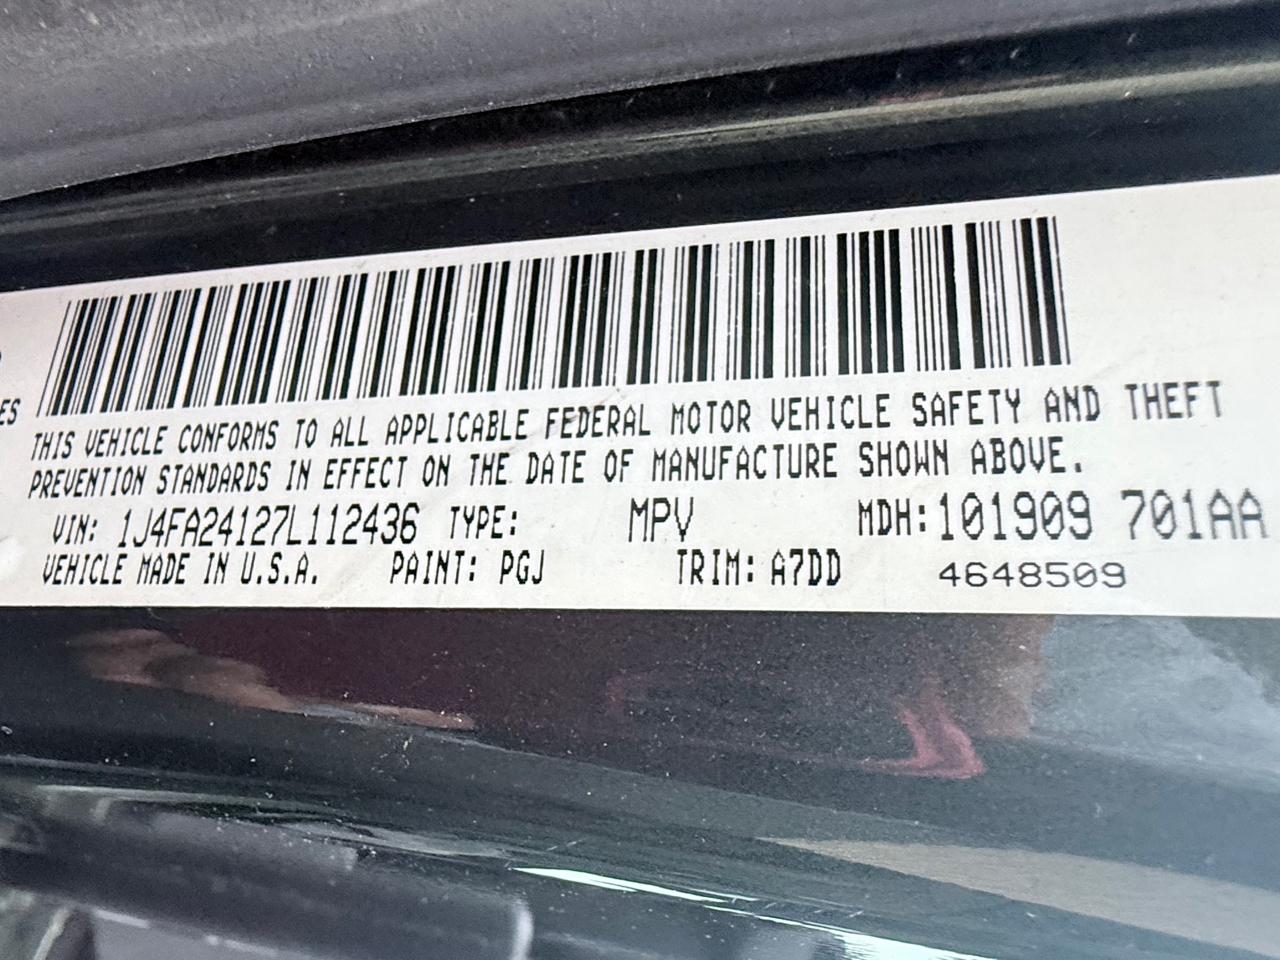 ES
THIS VEHICLE CONFORMS TO ALL APPLICABLE FEDERAL MOTOR VEHICLE SAFETY AND THEFT
PREVENTION STANDARDS IN EFFECT ON THE DATE OF MANUFACTURE SHOWN ABOVE.
VIN: 1J4FA24127L112436 TYPE: MPV MDH: 101909 701AA
VEHICLE MADE IN U.S.A. PAINT: PGJ TRIM: A7DD 4648509